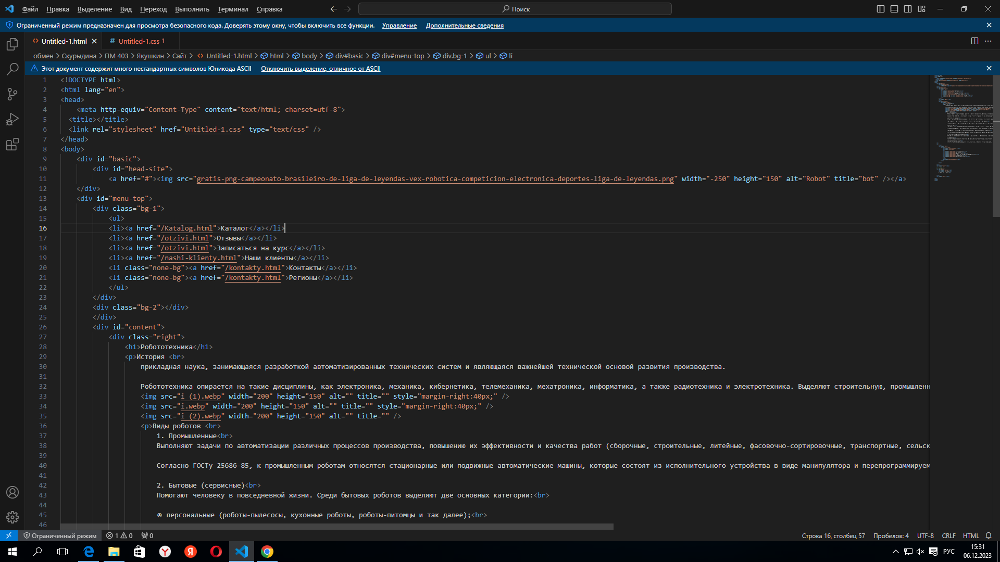 Файл Правка Выделение Вид Переход Выполнить Терминал Справка Поиск
Ограниченный режим предназначен для просмотра безопасного кода. Доверять этому окну, чтобы включить все функции. Управление Дополнительные сведения
Untitled-1.html Untitled-1.css 1
обмен > Скурыдина > ПМ 403 > Якушкин > Сайт > Untitled-1.html > html > body > div#basic > div#menu-top > div.bg-1 > ul > li
Этот документ содержит много нестандартных символов Юникода ASCII Отключить выделение, отличное от ASCII
1 <!DOCTYPE html>
2 <html lang="en">
3 <head>
4 <meta http-equiv="Content-Type" content="text/html; charset=utf-8">
5 <title></title>
6 <link rel="stylesheet" href="Untitled-1.css" type="text/css" />
7 </head>
8 <body>
9 <div id="basic">
10 <div id="head-site">
11 <a href="#"><img src="gratis-png-campeonato-brasileiro-de-liga-de-leyendas-vex-robotica-competicion-electronica-deportes-liga-de-leyendas.png" width="-250" height="150" alt="Robot" title="bot" /></a>
12 </div>
13 <div id="menu-top">
14 <div class="bg-1">
15 <ul>
16 <li><a href="/Katalog.html">Каталог</a></li>
17 <li><a href="/otzivi.html">Отзывы</a></li>
18 <li><a href="/otzivi.html">Записаться на курс</a></li>
19 <li><a href="/nashi-klienty.html">Наши клиенты</a></li>
20 <li class="none-bg"><a href="/kontakty.html">Контакты</a></li>
21 <li class="none-bg"><a href="/kontakty.html">Регионы</a></li>
22 </ul>
23 </div>
24 <div class="bg-2"></div>
25 </div>
26 <div id="content">
27 <div class="right">
28 <h1>Робототехника</h1>
29 <p>История <br>
30 прикладная наука, занимающаяся разработкой автоматизированных технических систем и являющаяся важнейшей технической основой развития производства.
31
32 Робототехника опирается на такие дисциплины, как электроника, механика, кибернетика, телемеханика, мехатроника, информатика, а также радиотехника и электротехника. Выделяют строительную, промышленн
33 <img src="i (1).webp" width="200" height="150" alt="" title="" style="margin-right:40px;" />
34 <img src="i.webp" width="200" height="150" alt="" title="" style="margin-right:40px;" />
35 <img src="i (2).webp" width="200" height="150" alt="" title="" />
36 <p>Виды роботов <br>
37 1. Промышленные<br>
38 Выполняют задачи по автоматизации различных процессов производства, повышению их эффективности и качества работ (сборочные, строительные, литейные, фасовочно-сортировочные, транспортные, сельск
39
40 Согласно ГОСТу 25686-85, к промышленным роботам относятся стационарные или подвижные автоматические машины, которые состоят из исполнительного устройства в виде манипулятора и перепрограммируем
41
42 2. Бытовые (сервисные)<br>
43 Помогают человеку в повседневной жизни. Среди бытовых роботов выделяют две основных категории:<br>
44
45 ⦿ персональные (роботы-пылесосы, кухонные роботы, роботы-питомцы и так далее);<br>
46
Ограниченный режим 1 0 0 Строка 16, столбец 57 Пробелов: 4 UTF-8 CRLF HTML
РУС 15:31
06.12.2023